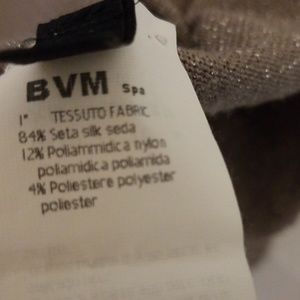 BVM Spa
1° TESSUTO FABRIC
84% Seta silk seda
12% Poliammidica nylon
poliamidica poliamida
4% Poliestere polyester
poliester